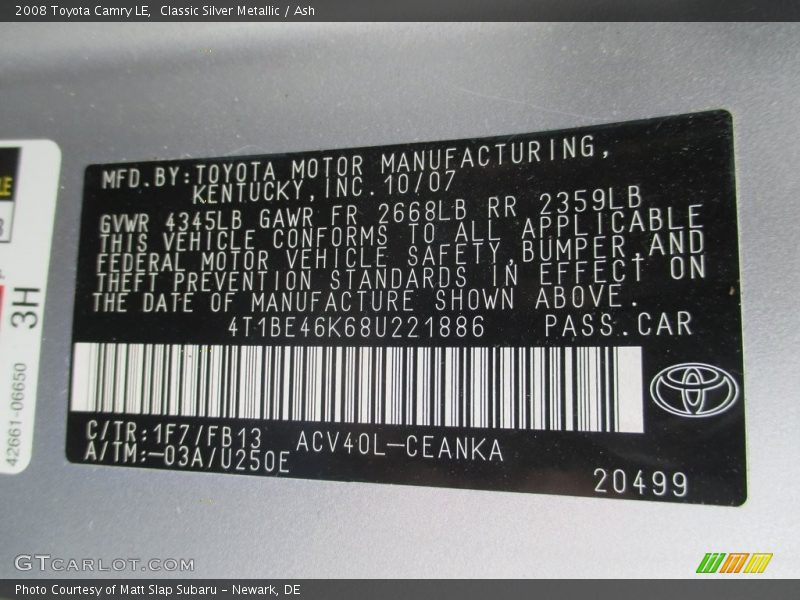 2008 Toyota Camry LE,  Classic Silver Metallic / Ash
MFD.BY:TOYOTA MOTOR MANUFACTURING,
KENTUCKY,INC.10/07
GVWR 4345LB GAWR FR 2668LB RR 2359LB
THIS VEHICLE CONFORMS TO ALL APPLICABLE
FEDERAL MOTOR VEHICLE SAFETY,BUMPER,AND
THEFT PREVENTION STANDARDS IN EFFECT ON
THE DATE OF MANUFACTURE SHOWN ABOVE.
4T1BE46K68U221886 PASS.CAR
C/TR:1F7/FB13 ACV40L-CEANKA
A/TM:-03A/U250E
20499
3H
42661-06650
GTCARLOT.COM
Photo Courtesy of Matt Slap Subaru - Newark, DE